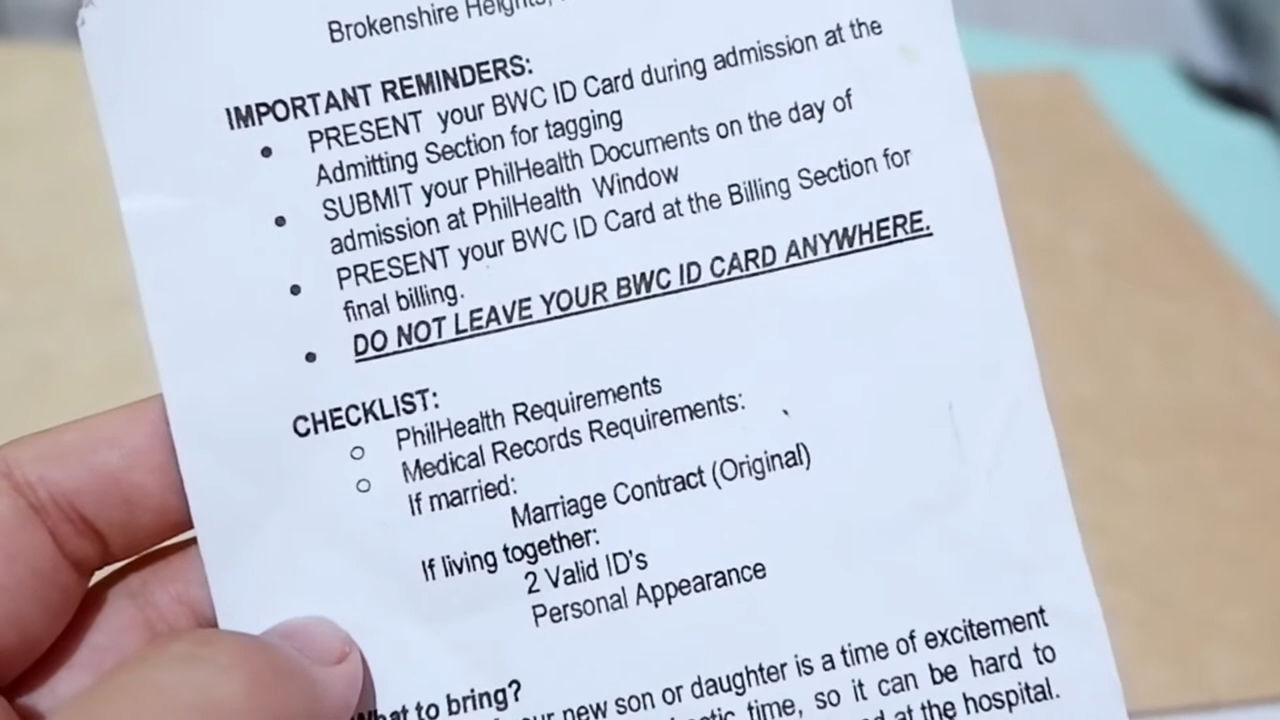 Brokenshire Heights,
IMPORTANT REMINDERS:
• PRESENT your BWC ID Card during admission at the
Admitting Section for tagging
• SUBMIT your PhilHealth Documents on the day of
admission at PhilHealth Window
• PRESENT your BWC ID Card at the Billing Section for
final billing.
• DO NOT LEAVE YOUR BWC ID CARD ANYWHERE.
CHECKLIST:
○ PhilHealth Requirements
○ Medical Records Requirements:
If married:
Marriage Contract (Original)
If living together:
2 Valid ID's
Personal Appearance
to bring?
new son or daughter is a time of excitement
time, so it can be hard to
at the hospital.